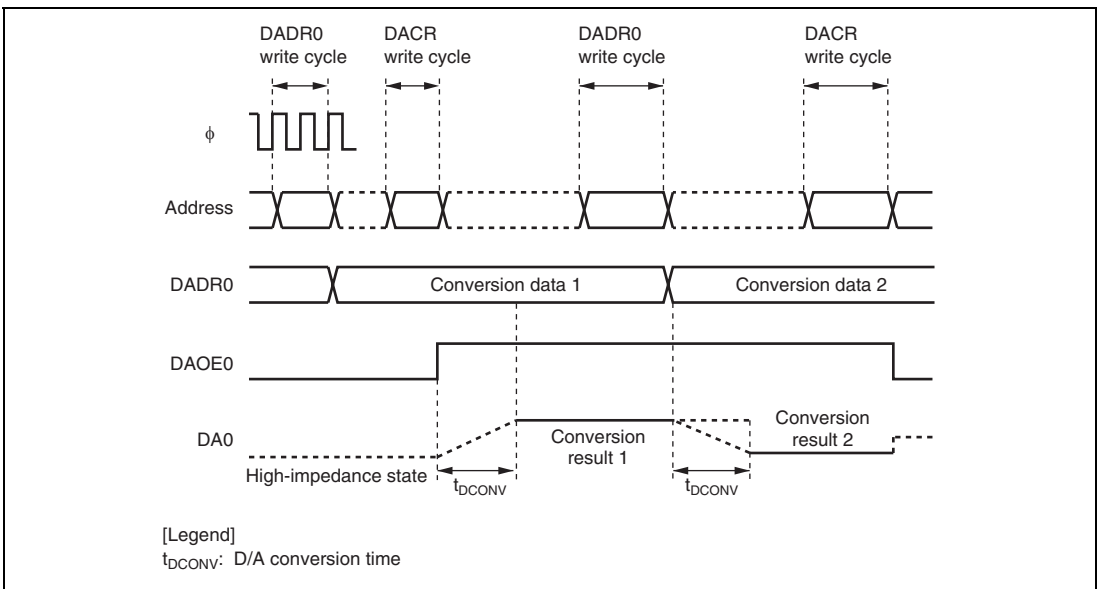 DADR0 write cycle
DACR write cycle
DADR0 write cycle
DACR write cycle
ϕ
Address
DADR0
Conversion data 1
Conversion data 2
DAOE0
DA0
High-impedance state
Conversion
result 1
Conversion
result 2
tDCONV
tDCONV
[Legend]
tDCONV: D/A conversion time